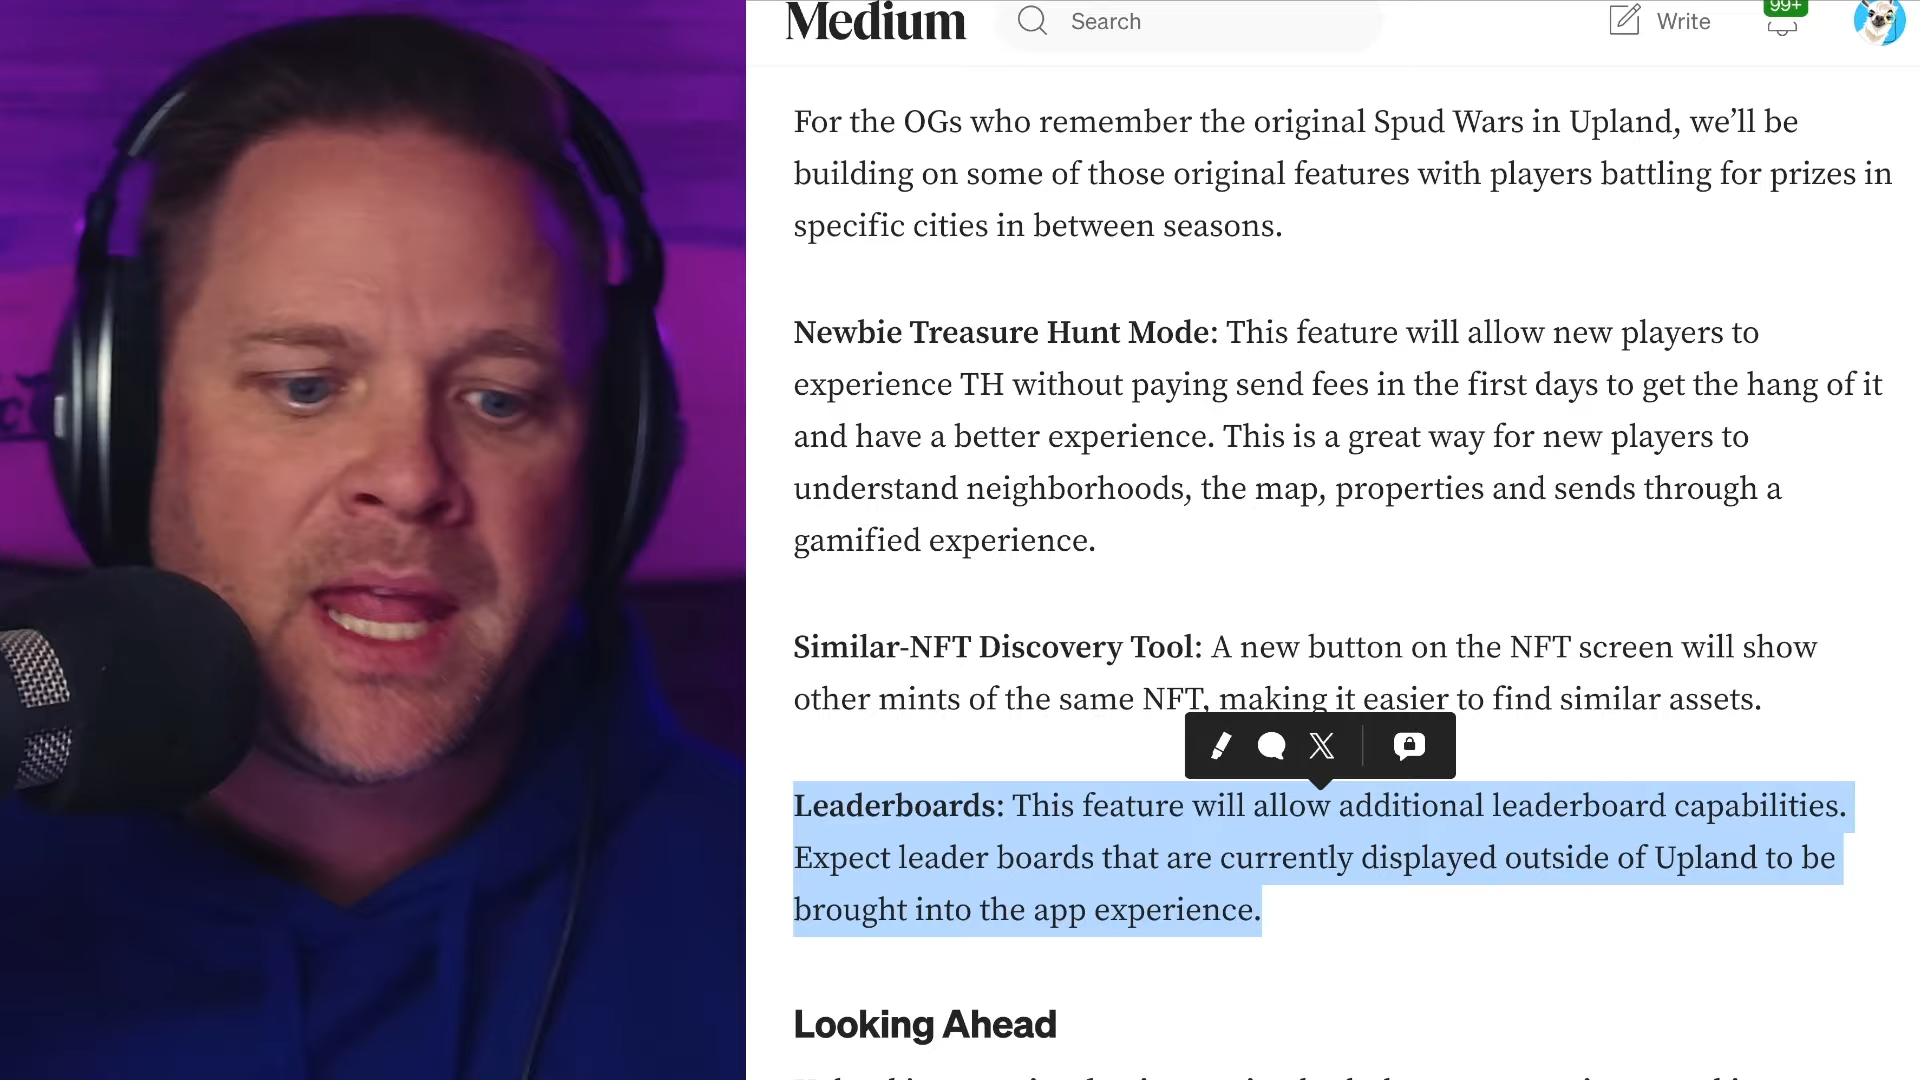 Medium
Search
Write
99+
For the OGs who remember the original Spud Wars in Upland, we’ll be
building on some of those original features with players battling for prizes in
specific cities in between seasons.
Newbie Treasure Hunt Mode: This feature will allow new players to
experience TH without paying send fees in the first days to get the hang of it
and have a better experience. This is a great way for new players to
understand neighborhoods, the map, properties and sends through a
gamified experience.
Similar-NFT Discovery Tool: A new button on the NFT screen will show
other mints of the same NFT, making it easier to find similar assets.
Leaderboards: This feature will allow additional leaderboard capabilities.
Expect leader boards that are currently displayed outside of Upland to be
brought into the app experience.
Looking Ahead